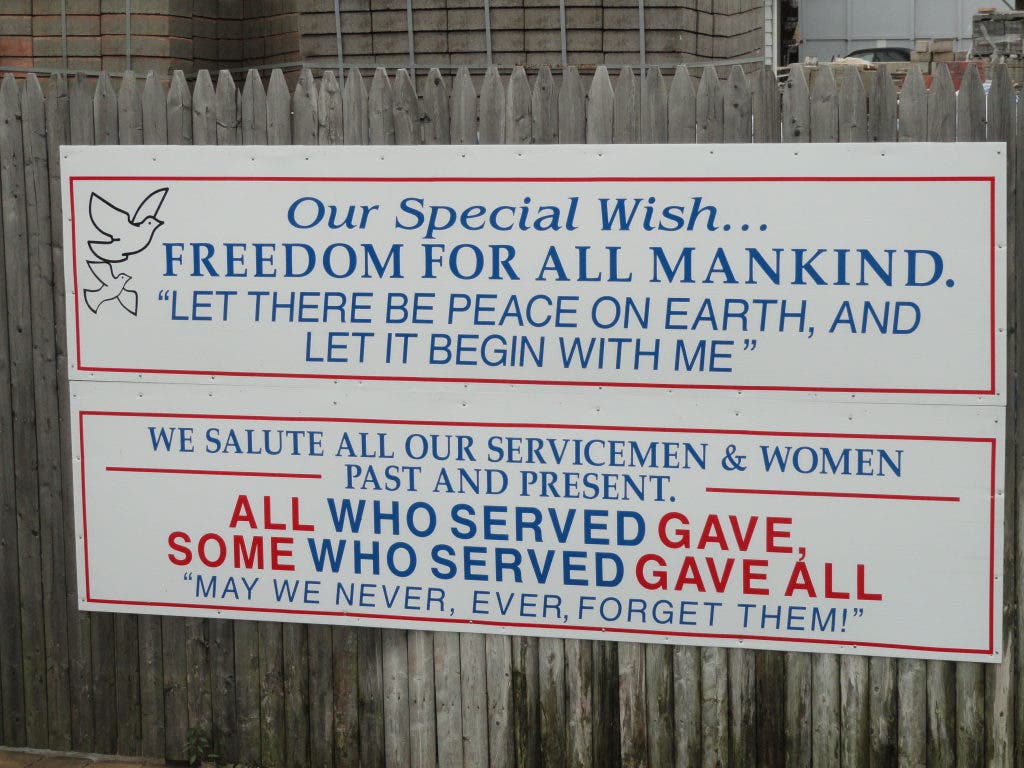 Our Special Wish...
FREEDOM FOR ALL MANKIND.
“LET THERE BE PEACE ON EARTH, AND
LET IT BEGIN WITH ME”
WE SALUTE ALL OUR SERVICEMEN & WOMEN
PAST AND PRESENT.
ALL WHO SERVED GAVE,
SOME WHO SERVED GAVE ALL
“MAY WE NEVER, EVER, FORGET THEM!”